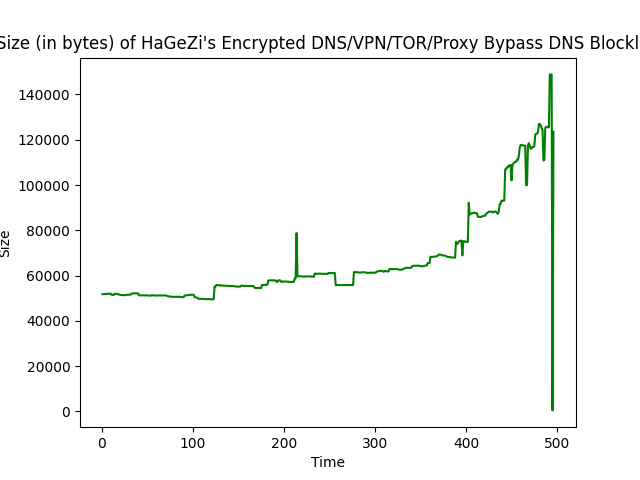 Size (in bytes) of HaGeZi's Encrypted DNS/VPN/TOR/Proxy Bypass DNS Blockl
140000
120000
100000
80000
60000
40000
20000
0
Size
0 100 200 300 400 500
Time